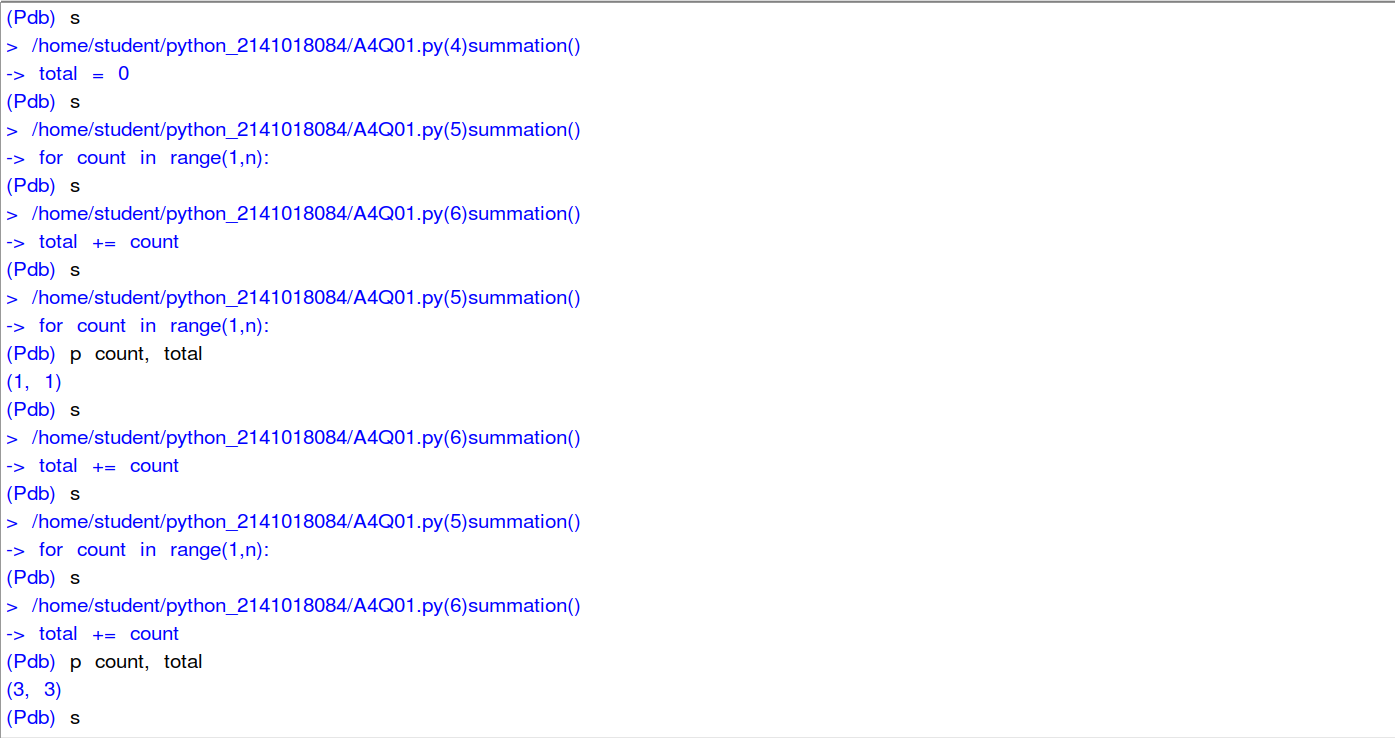 (Pdb) s
> /home/student/python_2141018084/A4Q01.py(4)summation()
-> total = 0
(Pdb) s
> /home/student/python_2141018084/A4Q01.py(5)summation()
-> for count in range(1,n):
(Pdb) s
> /home/student/python_2141018084/A4Q01.py(6)summation()
-> total += count
(Pdb) s
> /home/student/python_2141018084/A4Q01.py(5)summation()
-> for count in range(1,n):
(Pdb) p count, total
(1, 1)
(Pdb) s
> /home/student/python_2141018084/A4Q01.py(6)summation()
-> total += count
(Pdb) s
> /home/student/python_2141018084/A4Q01.py(5)summation()
-> for count in range(1,n):
(Pdb) s
> /home/student/python_2141018084/A4Q01.py(6)summation()
-> total += count
(Pdb) p count, total
(3, 3)
(Pdb) s